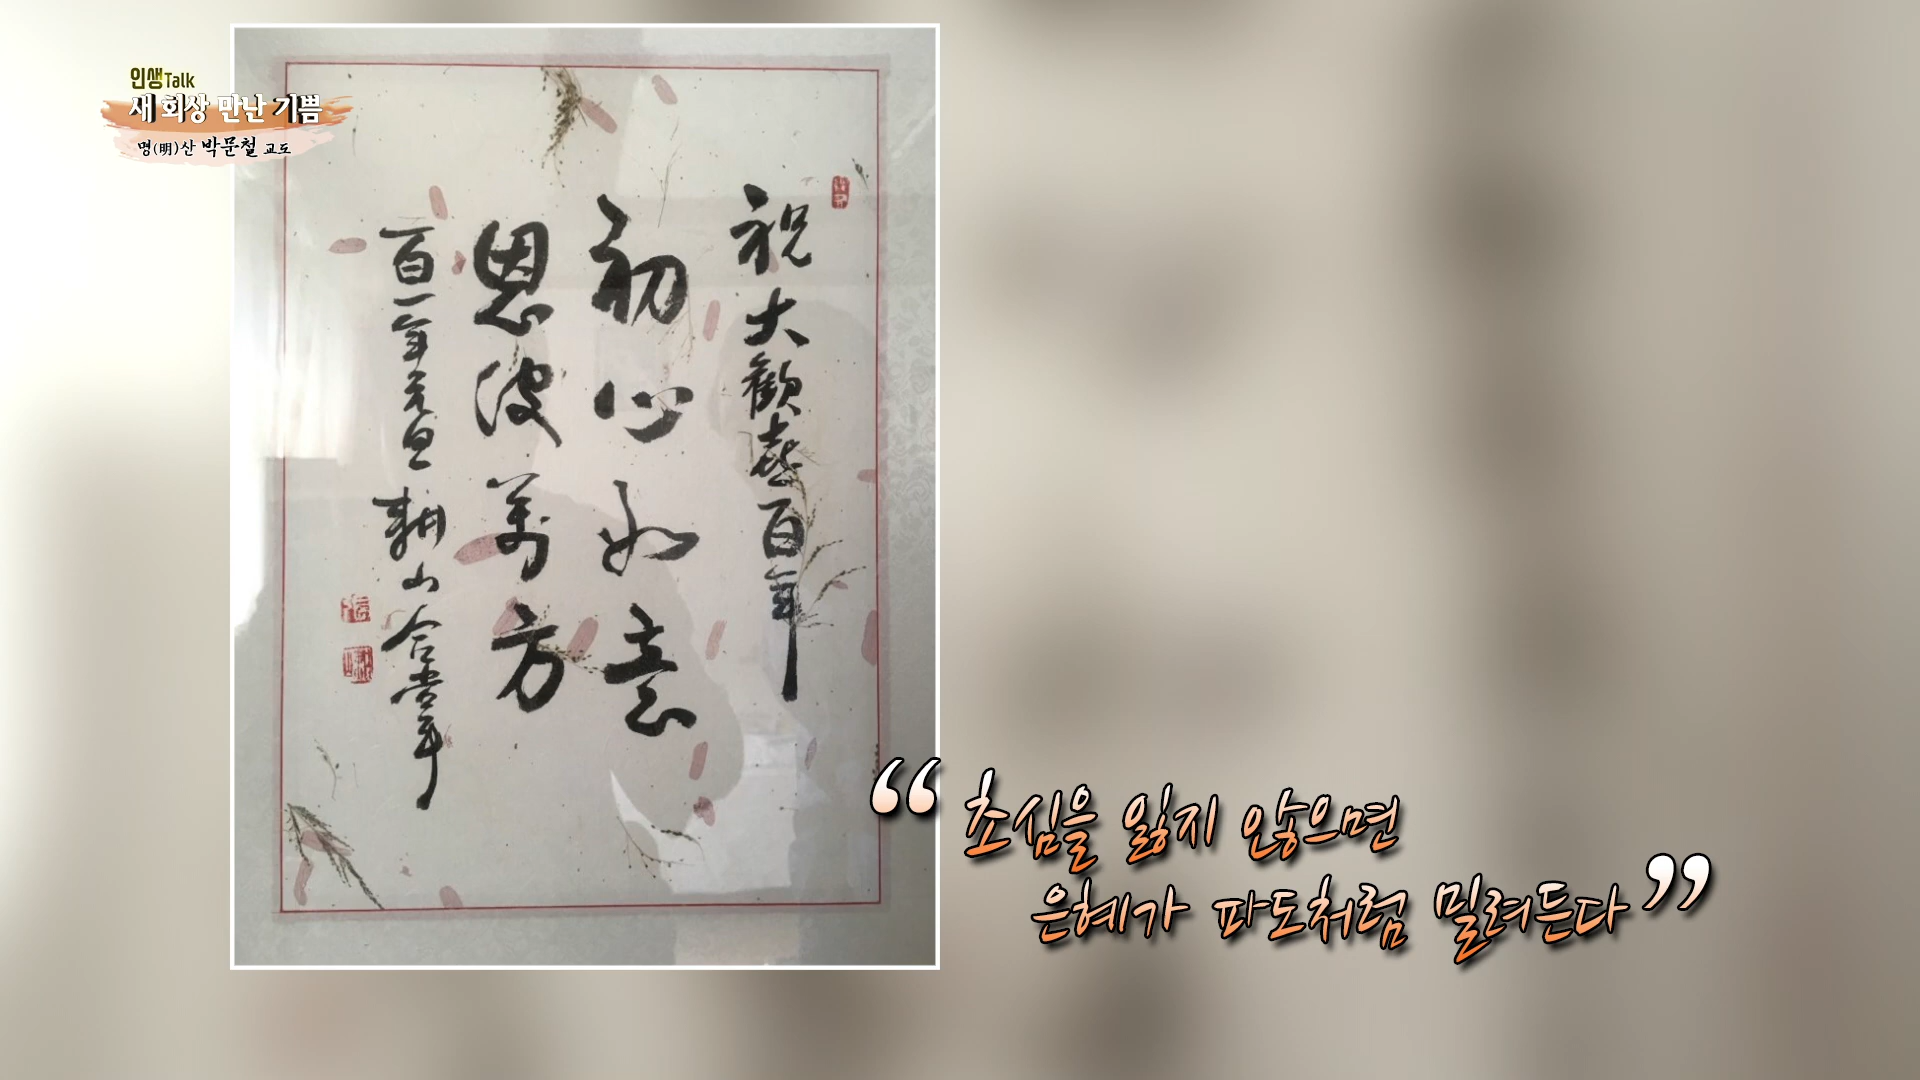 인생Talk
새 회상 만난 기쁨
명(明)산 박문철 교도
祝大歡喜百年
初心如意
恩波萬方
百一年元旦 耕山合掌
“초심을 잃지 않으면
은혜가 파도처럼 밀려든다”